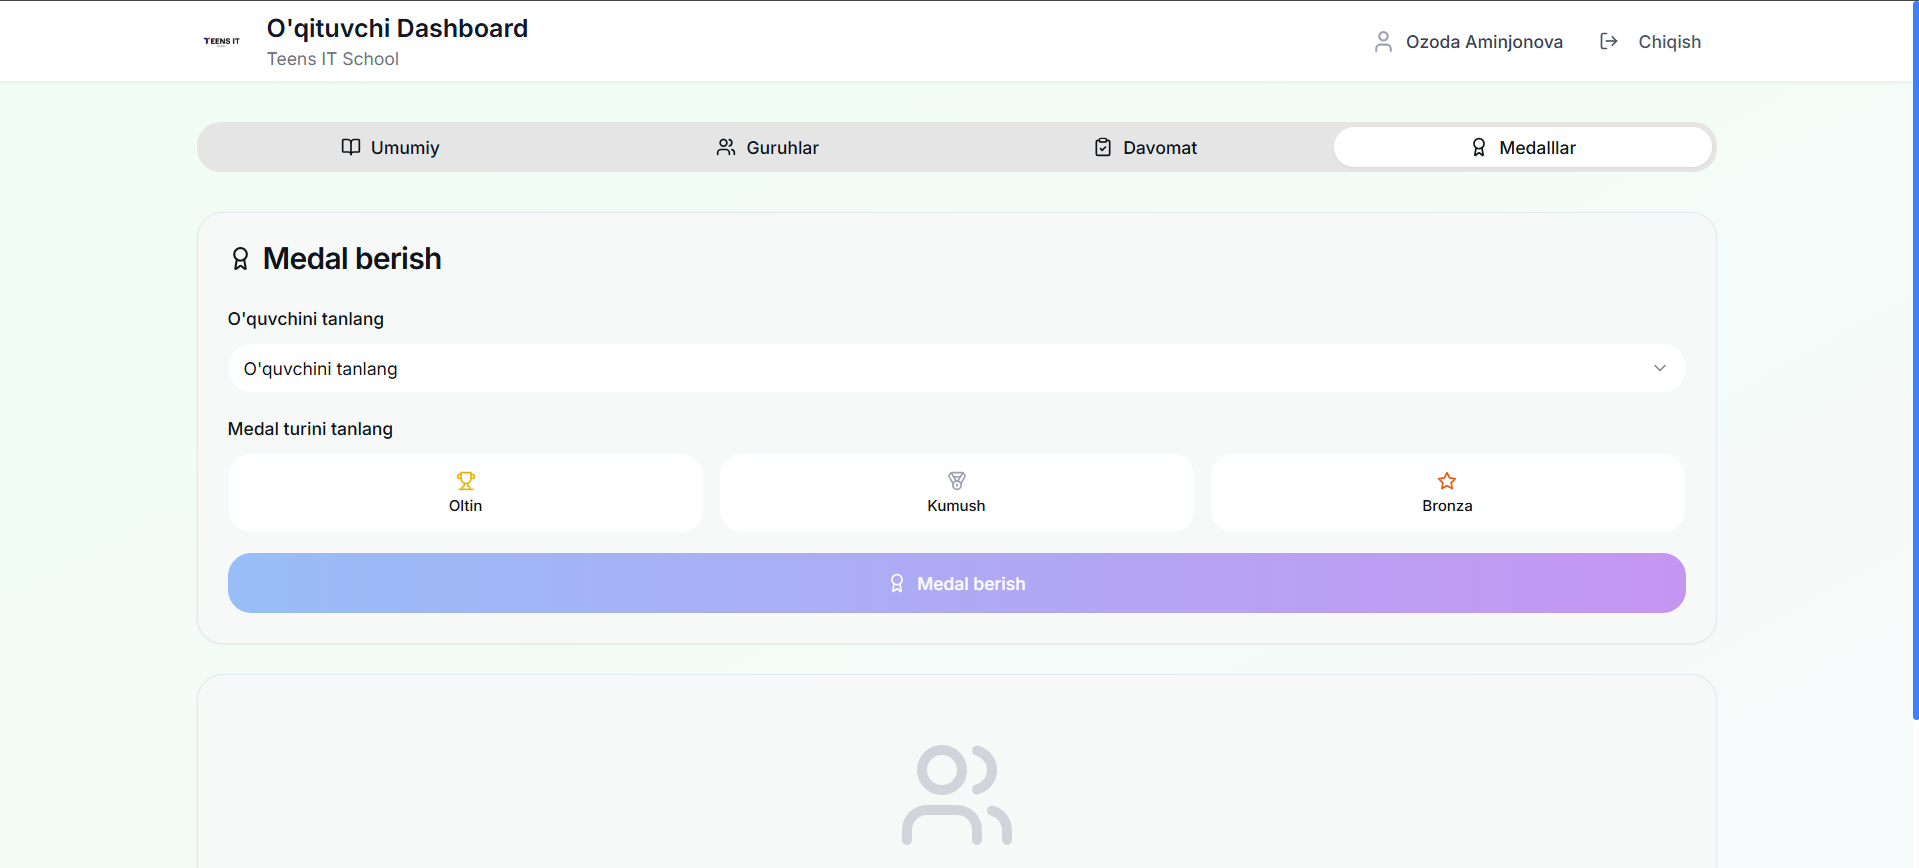 TEENS IT
O'qituvchi Dashboard
Teens IT School
Ozoda Aminjonova
Chiqish
Umumiy
Guruhlar
Davomat
Medalllar
Medal berish
O'quvchini tanlang
O'quvchini tanlang
Medal turini tanlang
Oltin
Kumush
Bronza
Medal berish